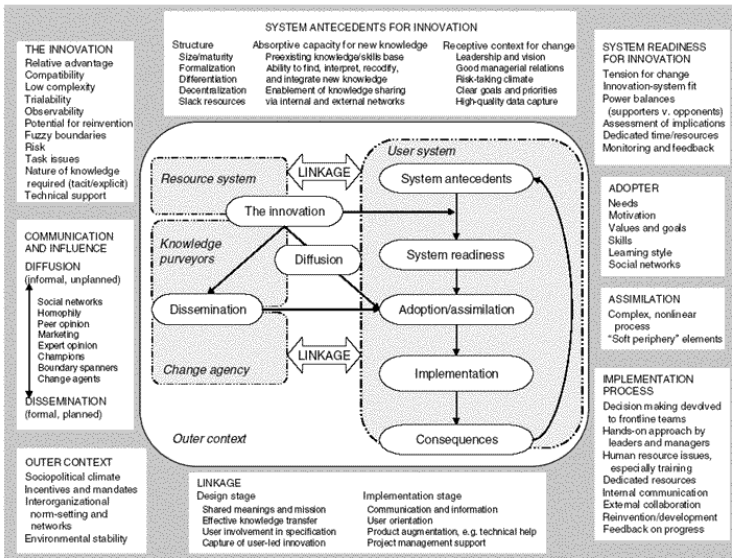 SYSTEM ANTECEDENTS FOR INNOVATION
Structure
Size/maturity
Formalization
Differentiation
Decentralization
Slack resources
Absorptive capacity for new knowledge
Preexisting knowledge/skills base
Ability to find, interpret, recodify,
and integrate new knowledge
Enablement of knowledge sharing
via internal and external networks
Receptive context for change
Leadership and vision
Good managerial relations
Risk-taking climate
Clear goals and priorities
High-quality data capture
THE INNOVATION
Relative advantage
Compatibility
Low complexity
Trialability
Observability
Potential for reinvention
Fuzzy boundaries
Risk
Task issues
Nature of knowledge
required (tacit/explicit)
Technical support
COMMUNICATION
AND INFLUENCE
DIFFUSION
(informal, unplanned)
Social networks
Homophily
Peer opinion
Marketing
Expert opinion
Champions
Boundary spanners
Change agents
DISSEMINATION
(formal, planned)
OUTER CONTEXT
Sociopolitical climate
Incentives and mandates
Interorganizational
norm-setting and
networks
Environmental stability
Resource system
LINKAGE
User system
System antecedents
The innovation
Knowledge
purveyors
Diffusion
System readiness
Dissemination
Adoption/assimilation
Change agency
LINKAGE
Implementation
Outer context
Consequences
LINKAGE
Design stage
Shared meanings and mission
Effective knowledge transfer
User involvement in specification
Capture of user-led innovation
Implementation stage
Communication and information
User orientation
Product augmentation, e.g. technical help
Project management support
SYSTEM READINESS
FOR INNOVATION
Tension for change
Innovation-system fit
Power balances
(supporters v. opponents)
Assessment of implications
Dedicated time/resources
Monitoring and feedback
ADOPTER
Needs
Motivation
Values and goals
Skills
Learning style
Social networks
ASSIMILATION
Complex, nonlinear
process
"Soft periphery" elements
IMPLEMENTATION
PROCESS
Decision making devolved
to frontline teams
Hands-on approach by
leaders and managers
Human resource issues,
especially training
Dedicated resources
Internal communication
External collaboration
Reinvention/development
Feedback on progress